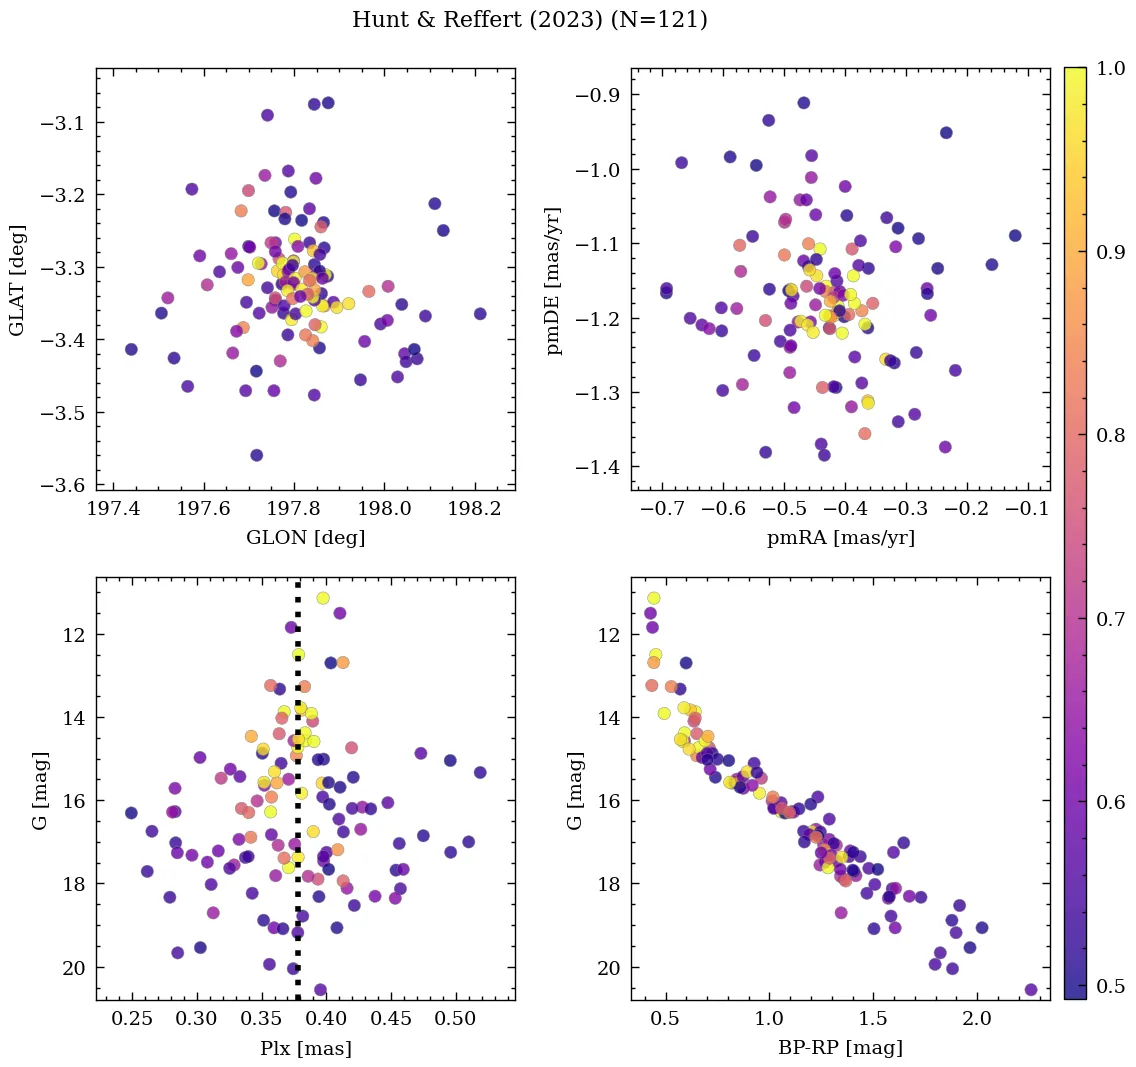 Hunt & Reffert (2023) (N=121)
−3.1
−3.2
−3.3
−3.4
−3.5
−3.6
GLAT [deg]
197.4 197.6 197.8 198.0 198.2
GLON [deg]
−0.9
−1.0
−1.1
−1.2
−1.3
−1.4
pmDE [mas/yr]
−0.7 −0.6 −0.5 −0.4 −0.3 −0.2 −0.1
pmRA [mas/yr]
12
14
16
18
20
G [mag]
0.25 0.30 0.35 0.40 0.45 0.50
Plx [mas]
12
14
16
18
20
G [mag]
0.5 1.0 1.5 2.0
BP-RP [mag]
1.0
0.9
0.8
0.7
0.6
0.5